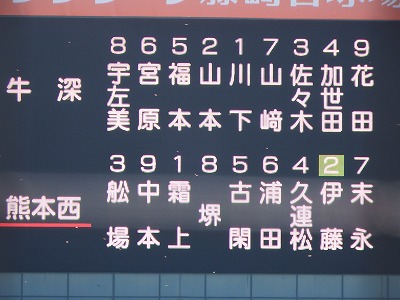 牛深
8 6 5 2 1 7 3 4 9
宇左美 宮原 福本 山本 川下 山﨑 佐々木 加世田 花田
熊本西
3 9 1 8 5 6 4 2 7
舩場 中本 霜上 堺 古閑 浦田 久連松 伊藤 末永